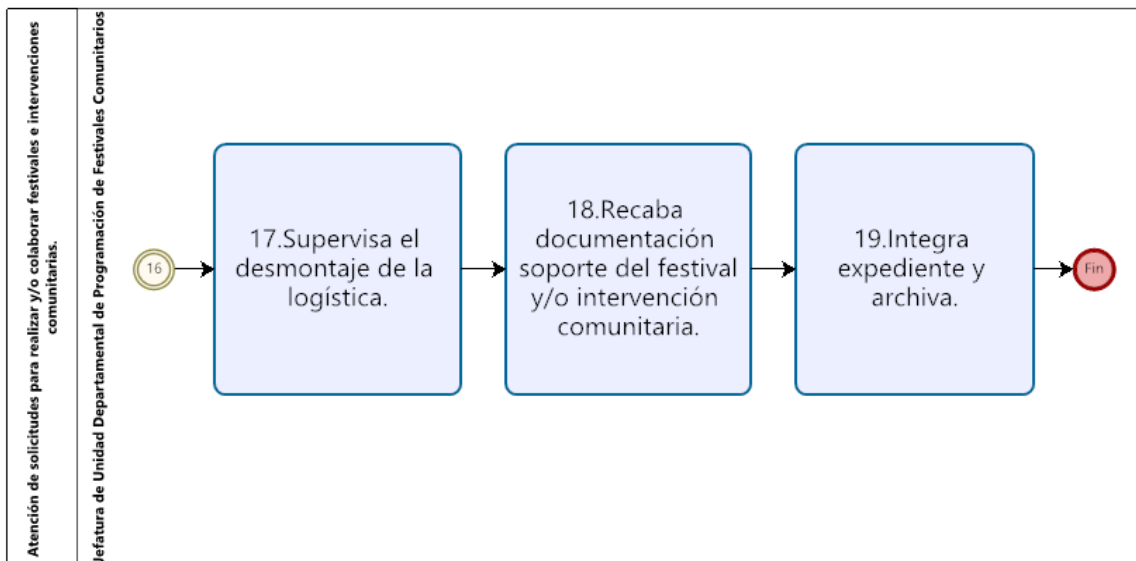 Atención de solicitudes para realizar y/o colaborar festivales e intervenciones
comunitarias.
Jefatura de Unidad Departamental de Programación de Festivales Comunitarios
16
17.Supervisa el
desmontaje de la
logística.
18.Recaba
documentación
soporte del festival
y/o intervención
comunitaria.
19.Integra
expediente y
archiva.
Fin